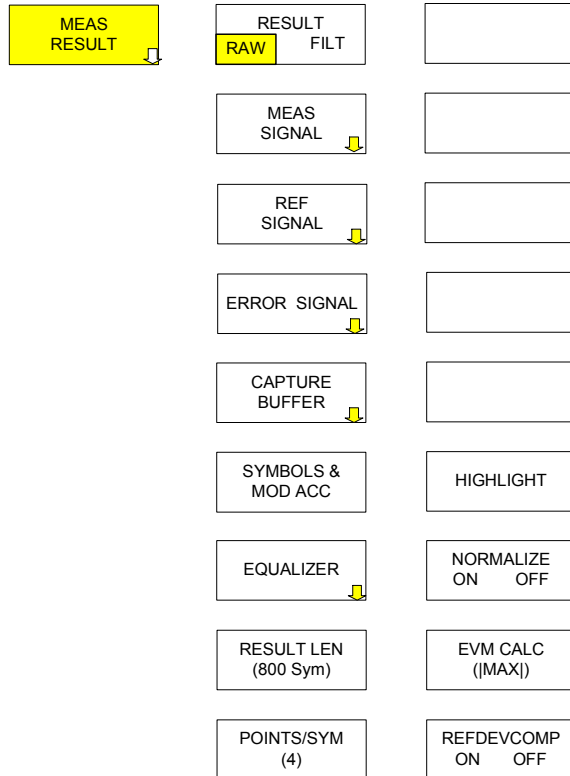 MEAS
RESULT
RESULT
RAW FILT
MEAS
SIGNAL
REF
SIGNAL
ERROR SIGNAL
CAPTURE
BUFFER
SYMBOLS &
MOD ACC
HIGHLIGHT
EQUALIZER
NORMALIZE
ON OFF
RESULT LEN
(800 Sym)
EVM CALC
(|MAX|)
POINTS/SYM
(4)
REFDEVCOMP
ON OFF